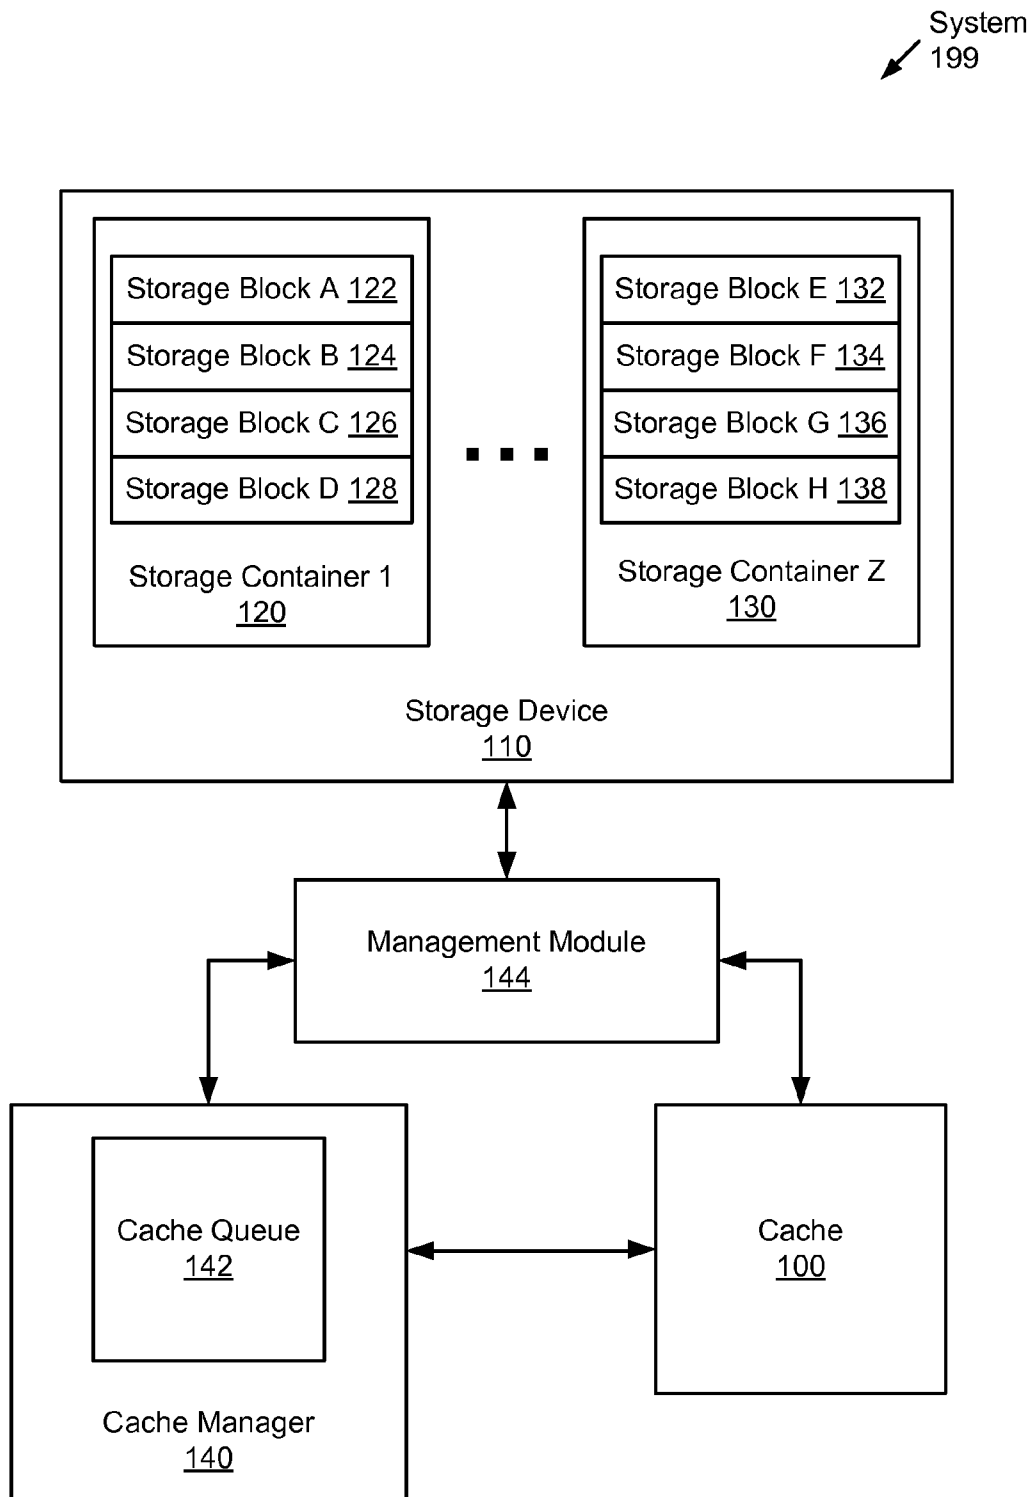 System
199
Storage Block A 122
Storage Block B 124
Storage Block C 126
Storage Block D 128
Storage Container 1
120
Storage Block E 132
Storage Block F 134
Storage Block G 136
Storage Block H 138
Storage Container Z
130
Storage Device
110
Management Module
144
Cache Queue
142
Cache Manager
140
Cache
100